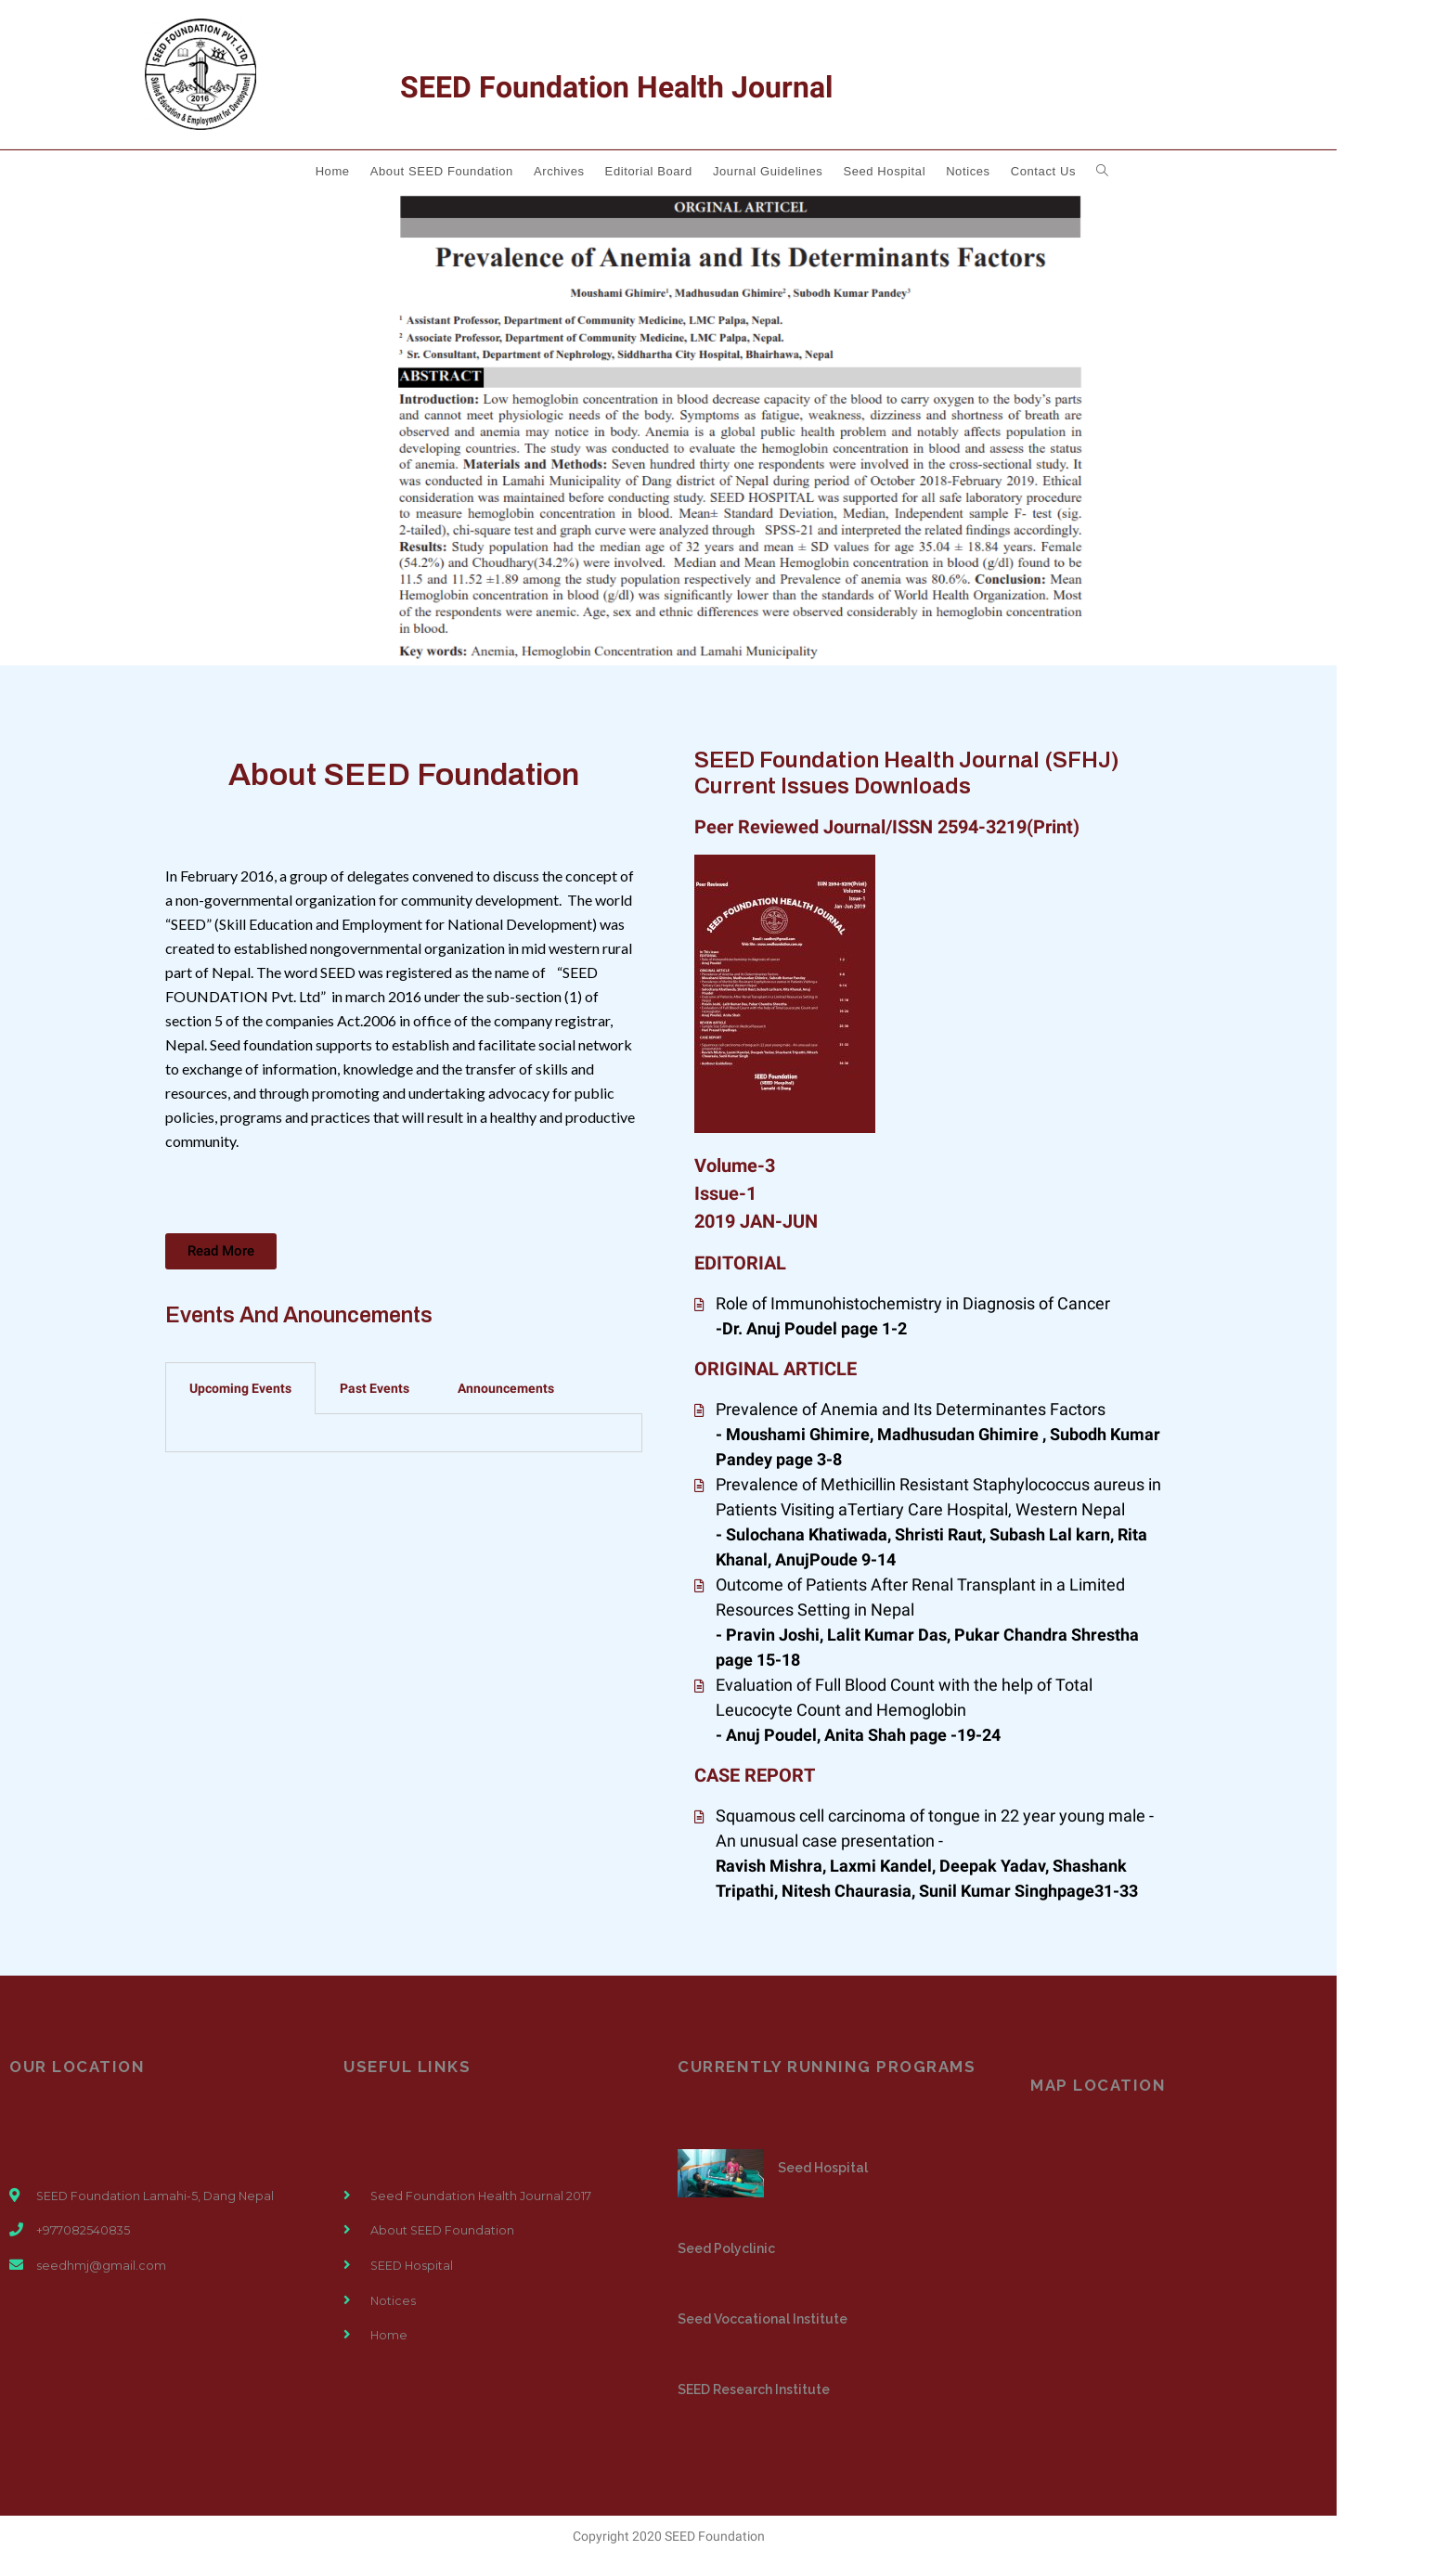 SEED FOUNDATION PVT. LTD.
2016
Skilled Education & Employment for Development
SEED Foundation Health Journal
Home About SEED Foundation Archives Editorial Board Journal Guidelines Seed Hospital Notices Contact Us
ORGINAL ARTICEL
Prevalence of Anemia and Its Determinants Factors
Moushami Ghimire¹, Madhusudan Ghimire², Subodh Kumar Pandey³
¹ Assistant Professor, Department of Community Medicine, LMC Palpa, Nepal.
² Associate Professor, Department of Community Medicine, LMC Palpa, Nepal.
³ Sr. Consultant, Department of Nephrology, Siddhartha City Hospital, Bhairhawa, Nepal
ABSTRACT
Introduction: Low hemoglobin concentration in blood decrease capacity of the blood to carry oxygen to the body's parts
and cannot meet physiologic needs of the body. Symptoms as fatigue, weakness, dizziness and shortness of breath are
observed and anemia may notice in body. Anemia is a global public health problem and notably affects population in
developing countries. The study was conducted to evaluate the hemoglobin concentration in blood and assess the status
of anemia. Materials and Methods: Seven hundred thirty one respondents were involved in the cross-sectional study. It
was conducted in Lamahi Municipality of Dang district of Nepal during period of October 2018-February 2019. Ethical
consideration was maintained before conducting study. SEED HOSPITAL was supported for all safe laboratory procedure
to measure hemoglobin concentration in blood. Mean± Standard Deviation, Median, Independent sample F- test (sig.
2-tailed), chi-square test and graph curve were analyzed through SPSS-21 and interpreted the related findings accordingly.
Results: Study population had the median age of 32 years and mean ± SD values for age 35.04 ± 18.84 years. Female
(54.2%) and Choudhary(34.2%) were involved. Median and Mean Hemoglobin concentration in blood (g/dl) found to be
11.5 and 11.52 ±1.89 among the study population respectively and Prevalence of anemia was 80.6%. Conclusion: Mean
Hemoglobin concentration in blood (g/dl) was significantly lower than the standards of World Health Organization. Most
of the respondents were anemic. Age, sex and ethnic differences were observed considerably in hemoglobin concentration
in blood.
Key words: Anemia, Hemoglobin Concentration and Lamahi Municipality
About SEED Foundation
In February 2016, a group of delegates convened to discuss the concept of
a non-governmental organization for community development. The world
“SEED” (Skill Education and Employment for National Development) was
created to established nongovernmental organization in mid western rural
part of Nepal. The word SEED was registered as the name of “SEED
FOUNDATION Pvt. Ltd” in march 2016 under the sub-section (1) of
section 5 of the companies Act.2006 in office of the company registrar,
Nepal. Seed foundation supports to establish and facilitate social network
to exchange of information, knowledge and the transfer of skills and
resources, and through promoting and undertaking advocacy for public
policies, programs and practices that will result in a healthy and productive
community.
Read More
Events And Anouncements
Upcoming Events Past Events Announcements
SEED Foundation Health Journal (SFHJ)
Current Issues Downloads
Peer Reviewed Journal/ISSN 2594-3219(Print)
Peer Reviewed
ISSN 2594-3219(Print)
Volume-3
Issue-1
Jan-Jun 2019
SEED FOUNDATION HEALTH JOURNAL
SEED Foundation
(SEED Hospital)
Lamahi -5 Dang
Volume-3
Issue-1
2019 JAN-JUN
EDITORIAL
Role of Immunohistochemistry in Diagnosis of Cancer
-Dr. Anuj Poudel page 1-2
ORIGINAL ARTICLE
Prevalence of Anemia and Its Determinantes Factors
- Moushami Ghimire, Madhusudan Ghimire , Subodh Kumar
Pandey page 3-8
Prevalence of Methicillin Resistant Staphylococcus aureus in
Patients Visiting aTertiary Care Hospital, Western Nepal
- Sulochana Khatiwada, Shristi Raut, Subash Lal karn, Rita
Khanal, AnujPoude 9-14
Outcome of Patients After Renal Transplant in a Limited
Resources Setting in Nepal
- Pravin Joshi, Lalit Kumar Das, Pukar Chandra Shrestha
page 15-18
Evaluation of Full Blood Count with the help of Total
Leucocyte Count and Hemoglobin
- Anuj Poudel, Anita Shah page -19-24
CASE REPORT
Squamous cell carcinoma of tongue in 22 year young male -
An unusual case presentation -
Ravish Mishra, Laxmi Kandel, Deepak Yadav, Shashank
Tripathi, Nitesh Chaurasia, Sunil Kumar Singhpage31-33
OUR LOCATION
SEED Foundation Lamahi-5, Dang Nepal
+977082540835
seedhmj@gmail.com
USEFUL LINKS
Seed Foundation Health Journal 2017
About SEED Foundation
SEED Hospital
Notices
Home
CURRENTLY RUNNING PROGRAMS
Seed Hospital
Seed Polyclinic
Seed Voccational Institute
SEED Research Institute
MAP LOCATION
Copyright 2020 SEED Foundation